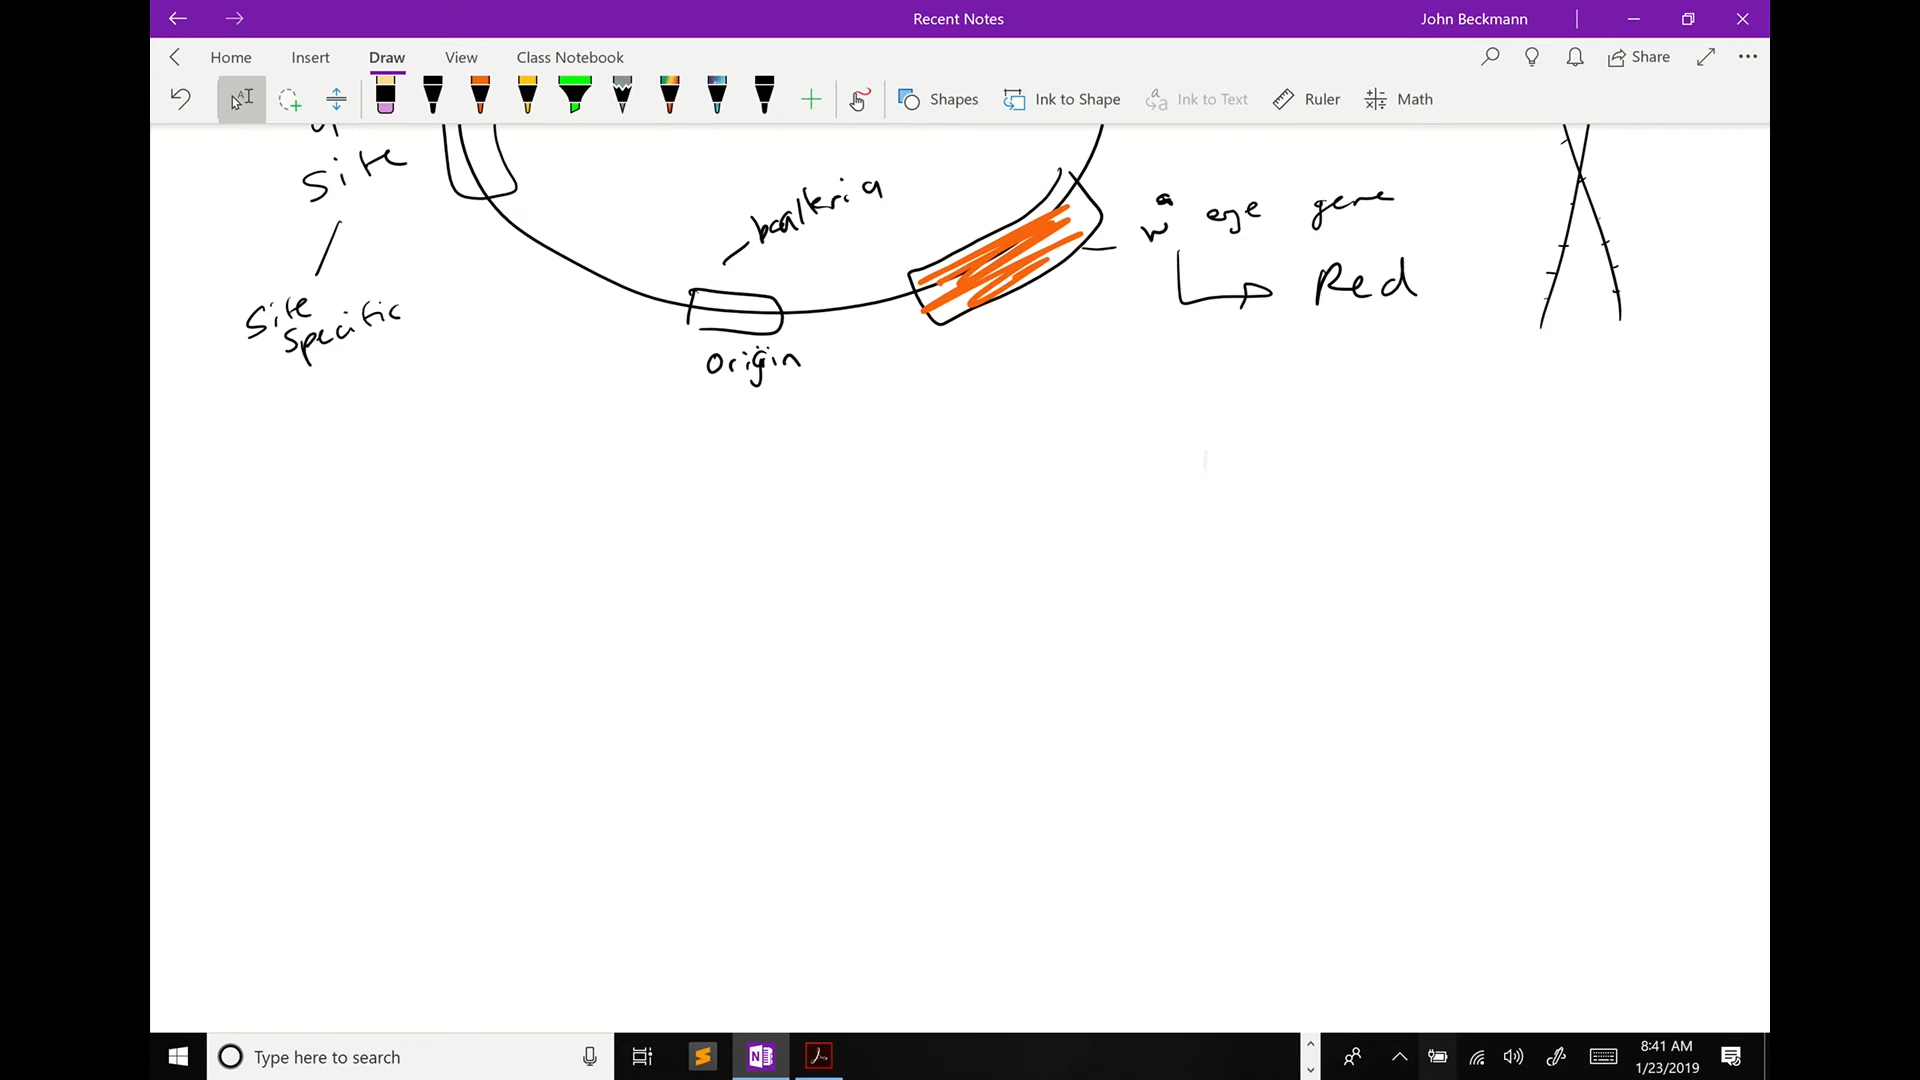 Recent Notes
John Beckmann
Home Insert Draw View Class Notebook
Share
Shapes Ink to Shape Ink to Text Ruler Math
Site
bacteria
w a eye gene
Red
Site
Specific
Origin
Type here to search
8:41 AM
1/23/2019